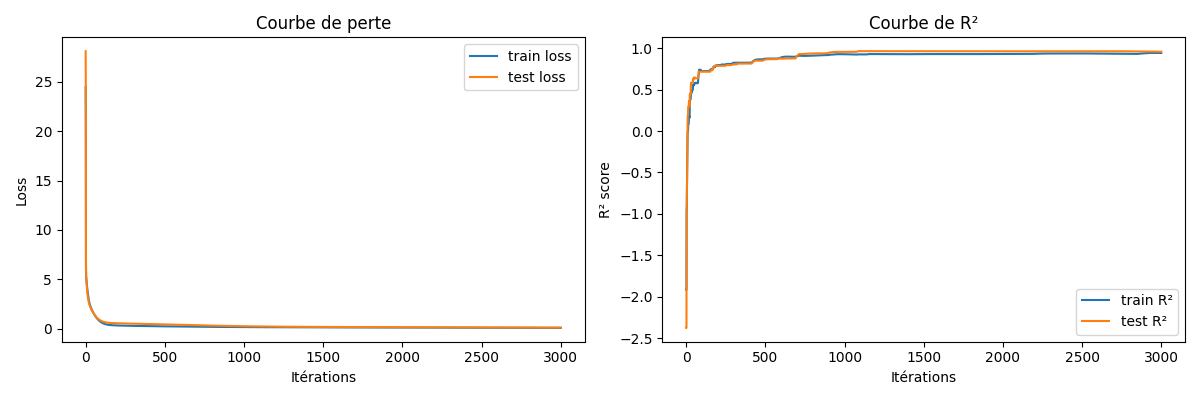 Courbe de perte
train loss
test loss
25
20
15
10
5
0
Loss
0
500
1000
1500
2000
2500
3000
Itérations
Courbe de R²
1.0
0.5
0.0
−0.5
−1.0
−1.5
−2.0
−2.5
R² score
train R²
test R²
0
500
1000
1500
2000
2500
3000
Itérations